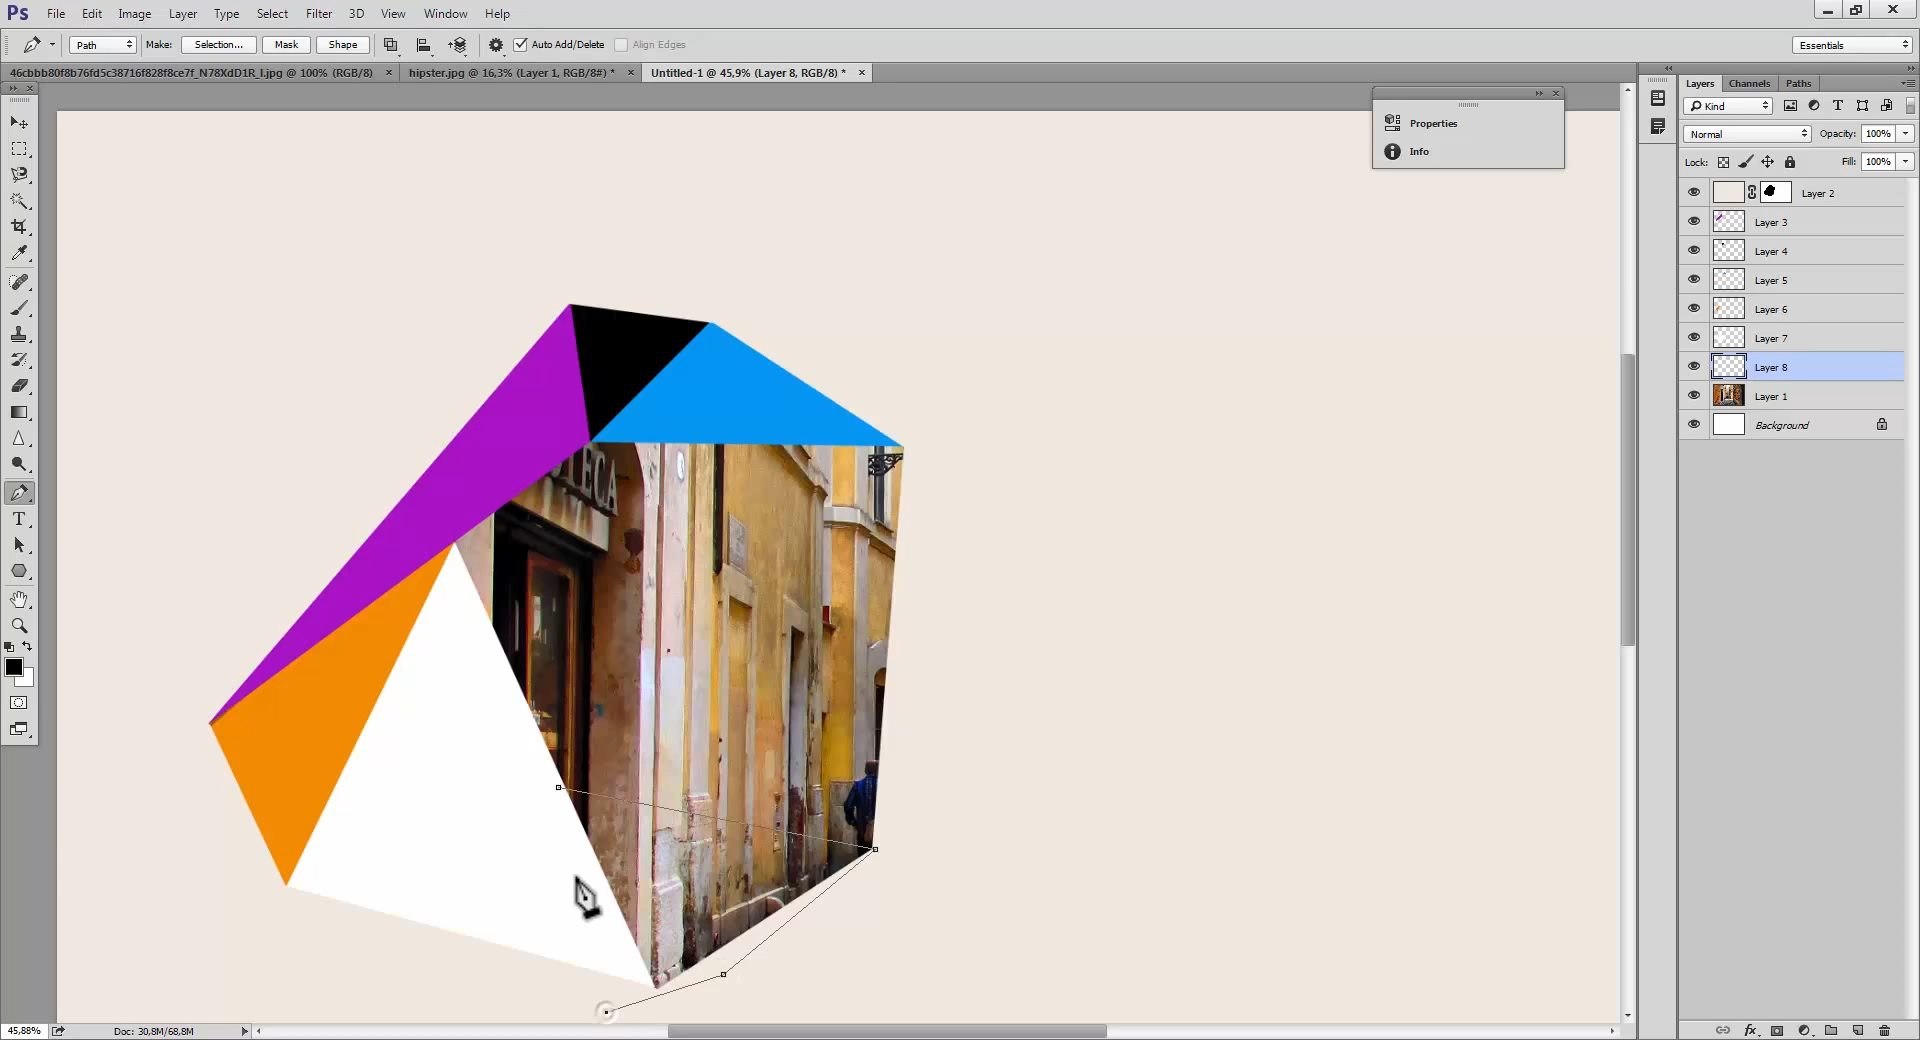 Ps File Edit Image Layer Type Select Filter 3D View Window Help
Path Make: Selection... Mask Shape Auto Add/Delete Align Edges Essentials
46cbbb80f8b76fd5c38716f828f8ce7f_N78XdD1R_l.jpg @ 100% (RGB/8) × hipster.jpg @ 16,3% (Layer 1, RGB/8#) * × Untitled-1 @ 45,9% (Layer 8, RGB/8) * ×
Layers Channels Paths
Kind
Properties
Info
Normal Opacity: 100%
Lock: Fill: 100%
Layer 2
Layer 3
Layer 4
Layer 5
Layer 6
Layer 7
Layer 8
Layer 1
Background
TECA
45,88% Doc: 30,8M/68,8M